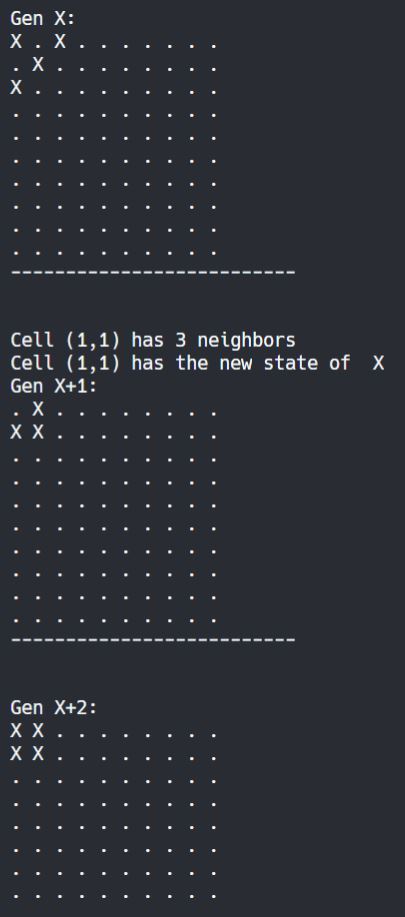 Gen X:
X . X . . . . . . .
. X . . . . . . . .
X . . . . . . . . .
. . . . . . . . . .
. . . . . . . . . .
. . . . . . . . . .
. . . . . . . . . .
. . . . . . . . . .
. . . . . . . . . .
. . . . . . . . . .
--------------------------
Cell (1,1) has 3 neighbors
Cell (1,1) has the new state of  X
Gen X+1:
. X . . . . . . . .
X X . . . . . . . .
. . . . . . . . . .
. . . . . . . . . .
. . . . . . . . . .
. . . . . . . . . .
. . . . . . . . . .
. . . . . . . . . .
. . . . . . . . . .
. . . . . . . . . .
--------------------------
Gen X+2:
X X . . . . . . . .
X X . . . . . . . .
. . . . . . . . . .
. . . . . . . . . .
. . . . . . . . . .
. . . . . . . . . .
. . . . . . . . . .
. . . . . . . . . .